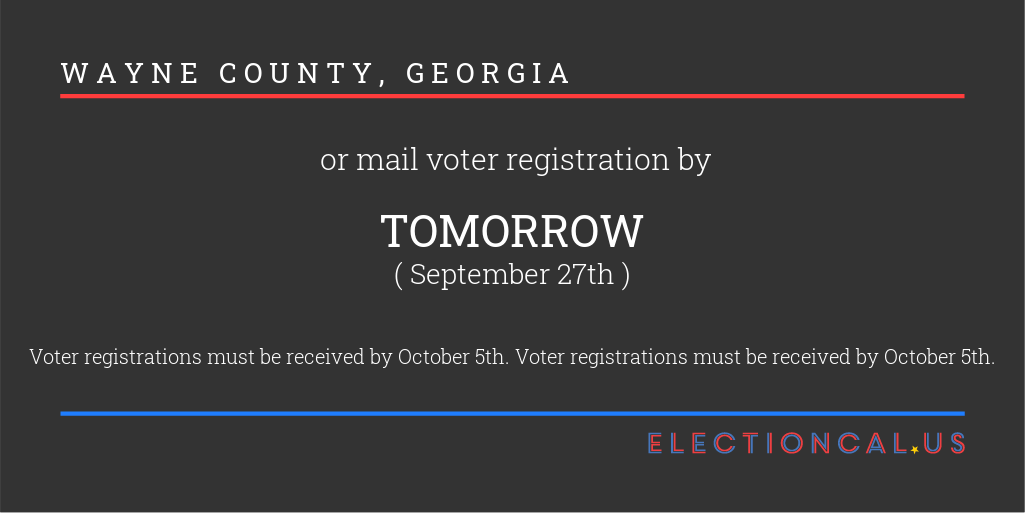 WAYNE COUNTY, GEORGIA
or mail voter registration by
TOMORROW
( September 27th )
Voter registrations must be received by October 5th. Voter registrations must be received by October 5th.
ELECTIONCAL.US